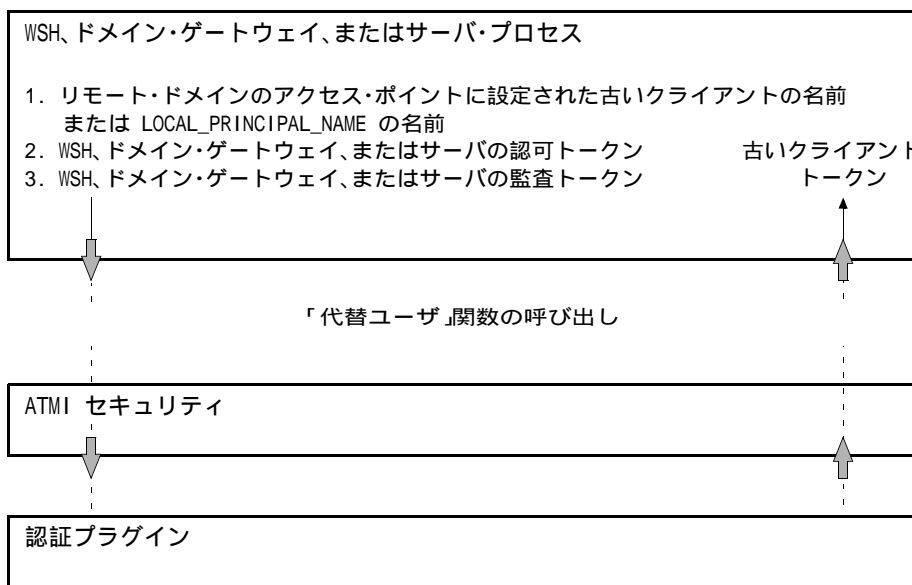 WSH、ドメイン・ゲートウェイ、またはサーバ・プロセス
1. リモート・ドメインのアクセス・ポイントに設定された古いクライアントの名前
または LOCAL_PRINCIPAL_NAME の名前
2. WSH、ドメイン・ゲートウェイ、またはサーバの認可トークン
3. WSH、ドメイン・ゲートウェイ、またはサーバの監査トークン
古いクライアント
トークン
「代替ユーザ」関数の呼び出し
ATMI セキュリティ
認証プラグイン